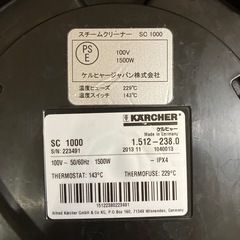 スチームクリーナー SC 1000
PS
E
100V
1500W
ケルヒャージャパン株式会社
温度ヒューズ 229℃
温度スイッチ 143℃
KÄRCHER
ケルヒャー
Made in Germany
SC 1000
1.512-238.0
S/N: 223491
2013 11 1040013
100V~ 50/60Hz 1500W
IPX4
THERMOSTAT: 143°C
THERMOFUSE: 229°C
15122380223491
Alfred Kärcher GmbH & Co KG, P.O Box 160, 71349 Winnenden, Germany